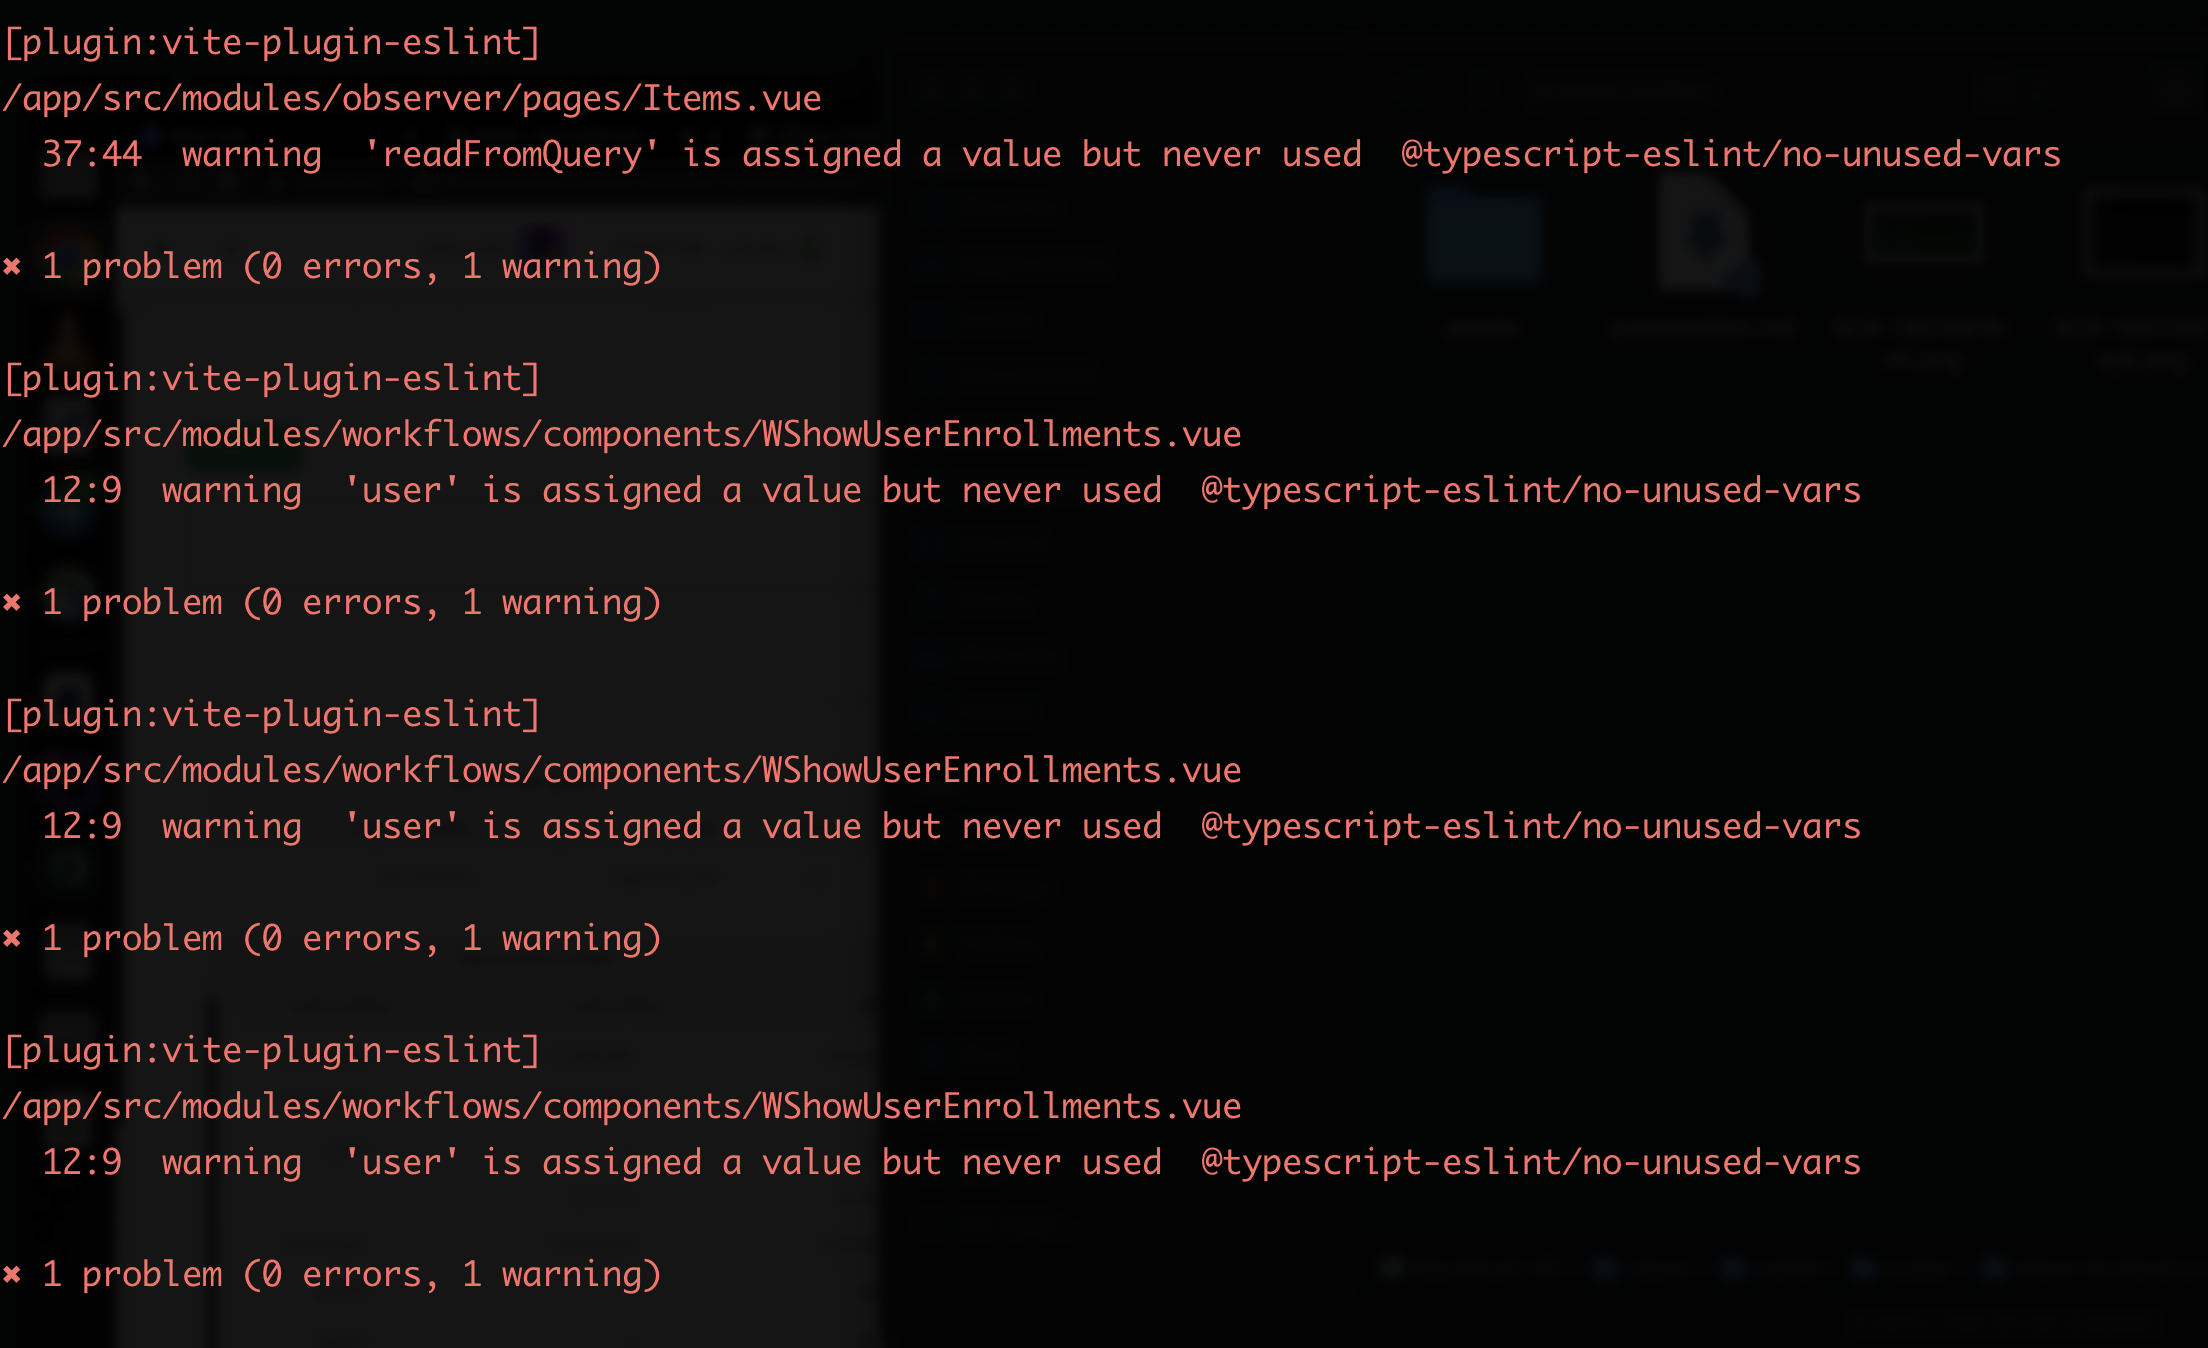 [plugin:vite-plugin-eslint]
/app/src/modules/observer/pages/Items.vue
  37:44  warning  'readFromQuery' is assigned a value but never used  @typescript-eslint/no-unused-vars
✖ 1 problem (0 errors, 1 warning)
[plugin:vite-plugin-eslint]
/app/src/modules/workflows/components/WShowUserEnrollments.vue
  12:9  warning  'user' is assigned a value but never used  @typescript-eslint/no-unused-vars
✖ 1 problem (0 errors, 1 warning)
[plugin:vite-plugin-eslint]
/app/src/modules/workflows/components/WShowUserEnrollments.vue
  12:9  warning  'user' is assigned a value but never used  @typescript-eslint/no-unused-vars
✖ 1 problem (0 errors, 1 warning)
[plugin:vite-plugin-eslint]
/app/src/modules/workflows/components/WShowUserEnrollments.vue
  12:9  warning  'user' is assigned a value but never used  @typescript-eslint/no-unused-vars
✖ 1 problem (0 errors, 1 warning)